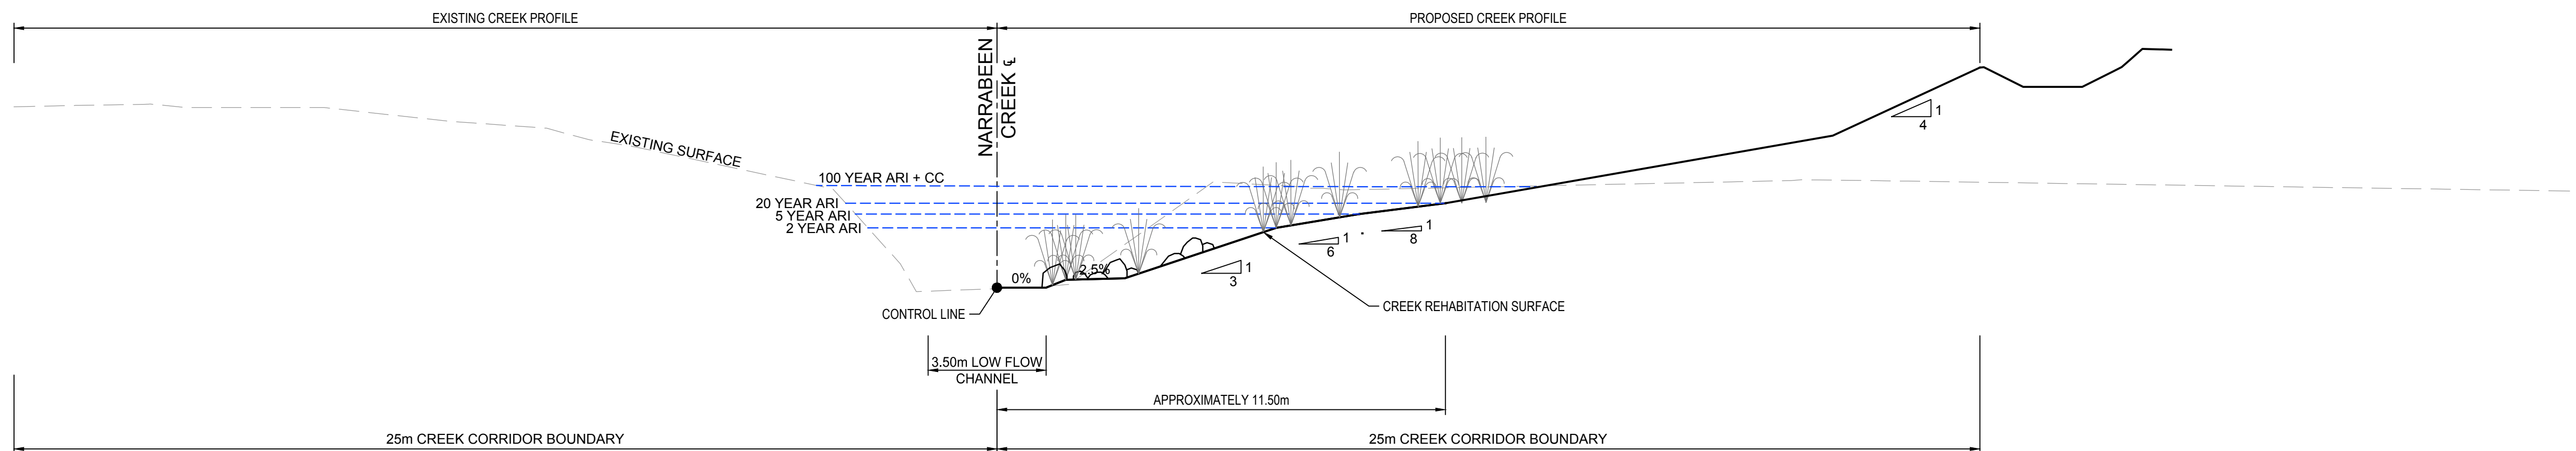 EXISTING CREEK PROFILE
PROPOSED CREEK PROFILE
NARRABEEN
CREEK ℄
EXISTING SURFACE
1
4
100 YEAR ARI + CC
20 YEAR ARI
5 YEAR ARI
2 YEAR ARI
1
8
1
6
1
3
0%
2.5%
CONTROL LINE
CREEK REHABITATION SURFACE
3.50m LOW FLOW
CHANNEL
APPROXIMATELY 11.50m
25m CREEK CORRIDOR BOUNDARY
25m CREEK CORRIDOR BOUNDARY